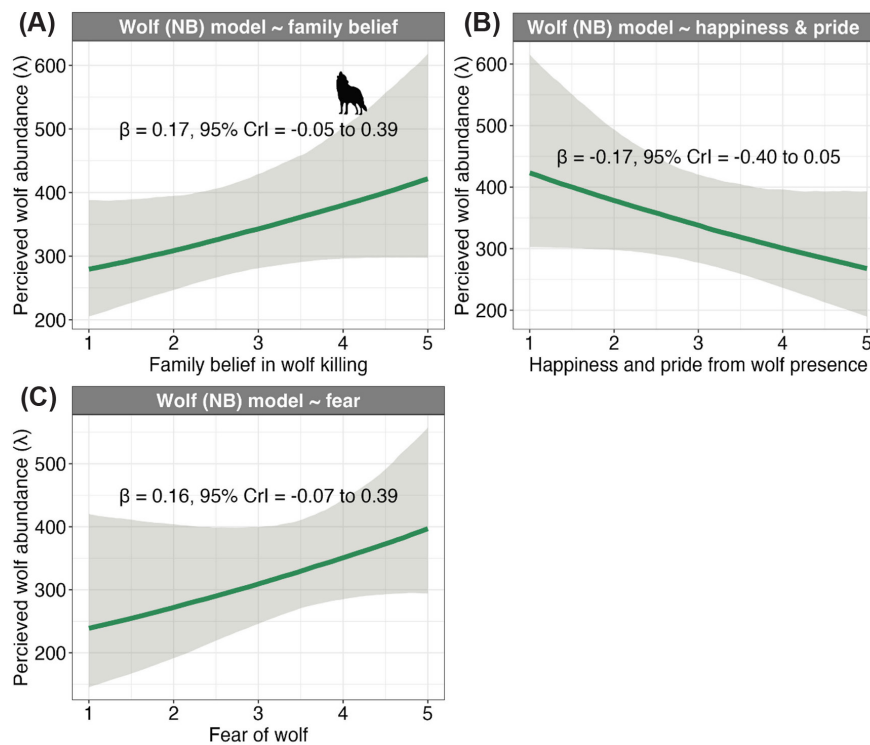 (A)
Wolf (NB) model ~ family belief
Percieved wolf abundance (λ)
600
500
400
300
200
β = 0.17, 95% CrI = -0.05 to 0.39
1 2 3 4 5
Family belief in wolf killing
(B)
Wolf (NB) model ~ happiness & pride
Percieved wolf abundance (λ)
600
500
400
300
200
β = -0.17, 95% CrI = -0.40 to 0.05
1 2 3 4 5
Happiness and pride from wolf presence
(C)
Wolf (NB) model ~ fear
Percieved wolf abundance (λ)
500
400
300
200
β = 0.16, 95% CrI = -0.07 to 0.39
1 2 3 4 5
Fear of wolf